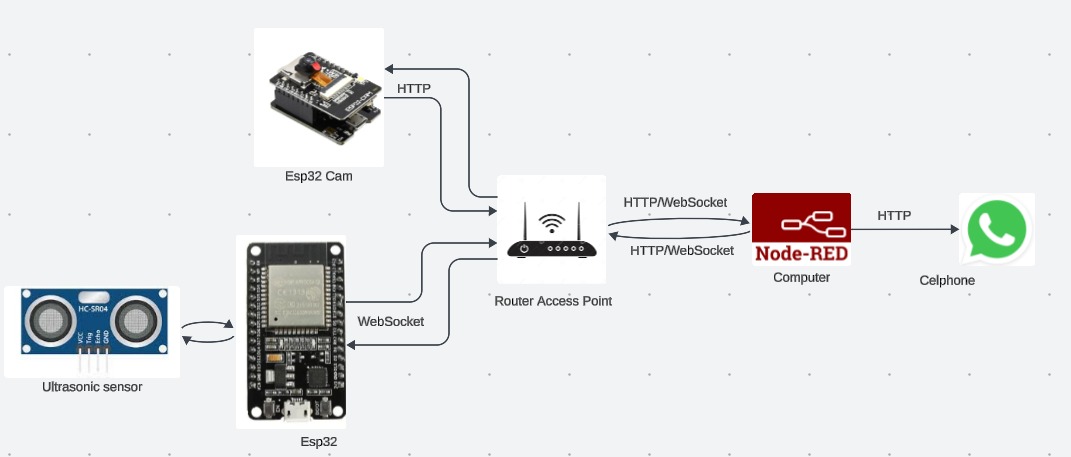 HTTP
Esp32 Cam
HTTP/WebSocket
HTTP
HTTP/WebSocket
Node-RED
Computer
Celphone
Router Access Point
WebSocket
HC-SR04
VCC
Trig
Echo
GND
Ultrasonic sensor
Esp32